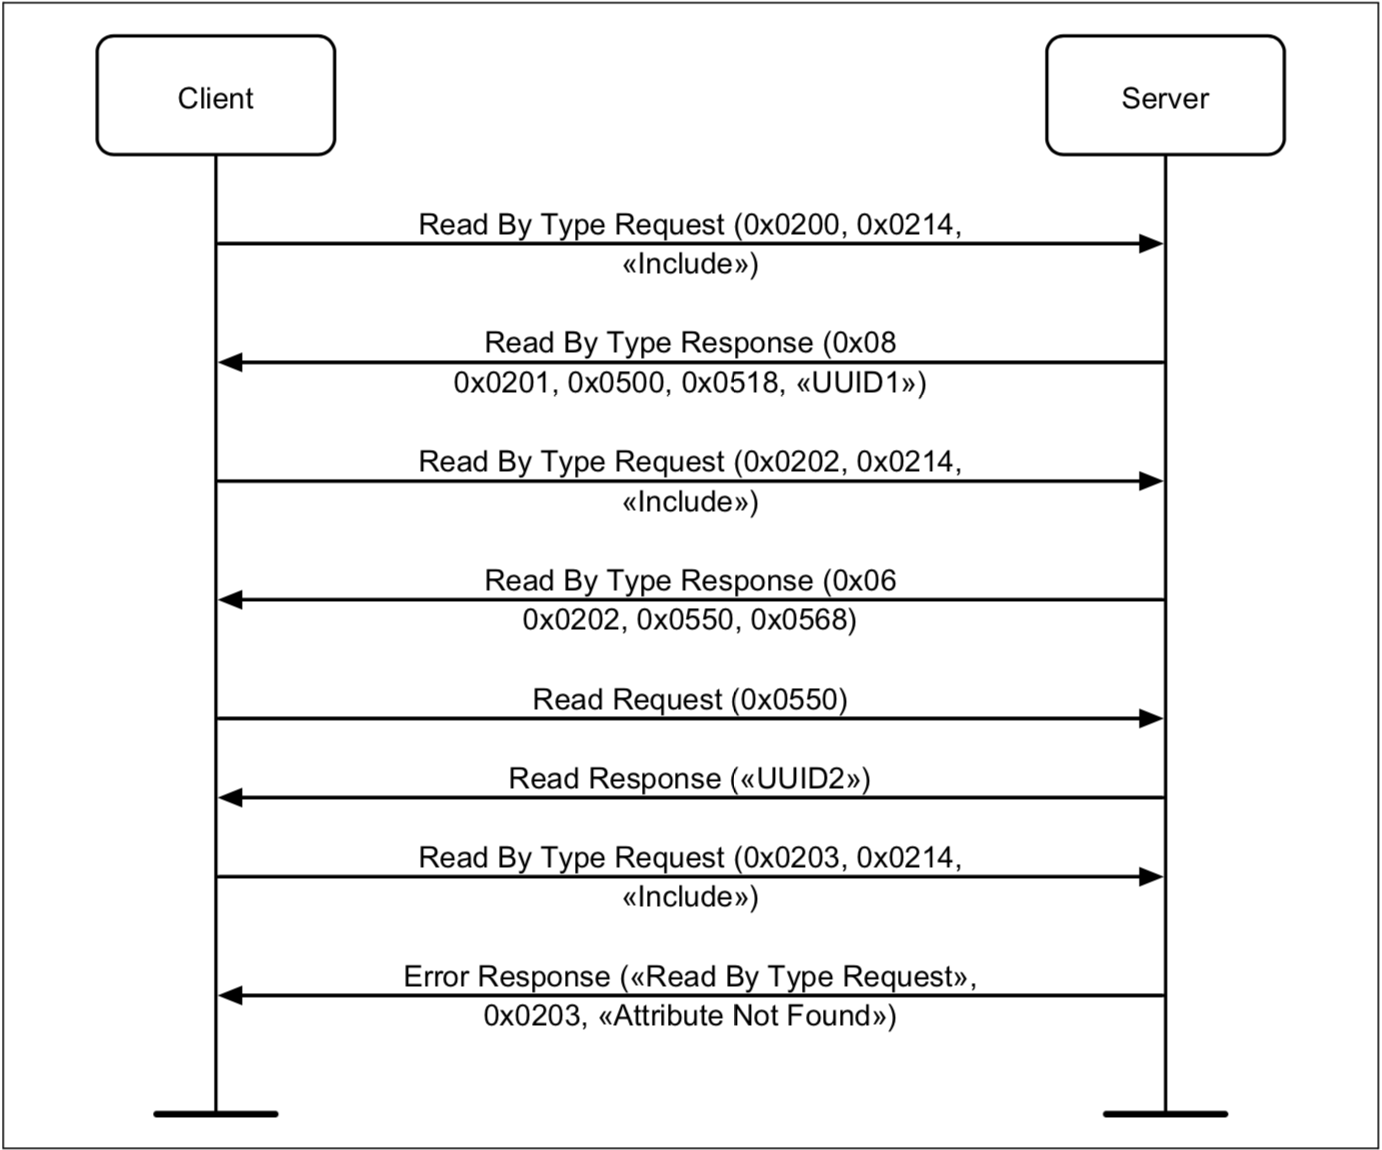 Client
Server
Read By Type Request (0x0200, 0x0214,
«Include»)
Read By Type Response (0x08
0x0201, 0x0500, 0x0518, «UUID1»)
Read By Type Request (0x0202, 0x0214,
«Include»)
Read By Type Response (0x06
0x0202, 0x0550, 0x0568)
Read Request (0x0550)
Read Response («UUID2»)
Read By Type Request (0x0203, 0x0214,
«Include»)
Error Response («Read By Type Request»,
0x0203, «Attribute Not Found»)